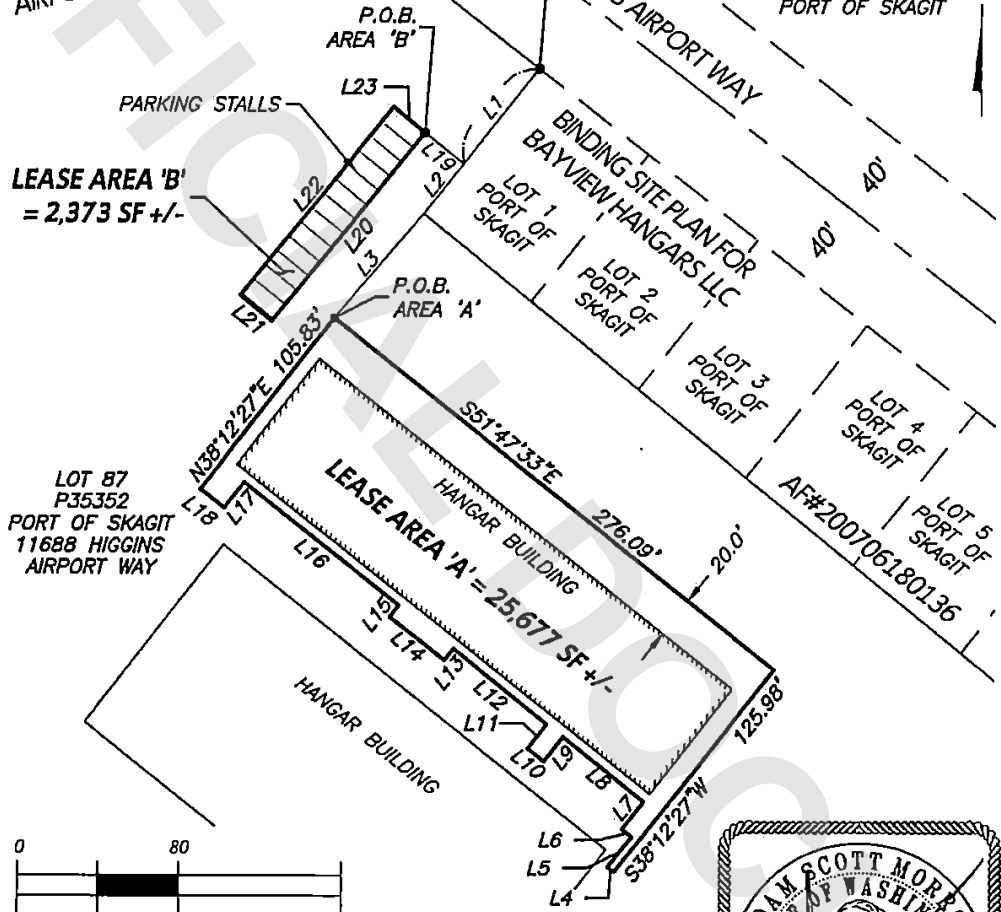 PORT OF SKAGIT
P.O.B.
AREA 'B'
AIRPORT WAY
L23
L1
PARKING STALLS
L19
L2
BINDING SITE PLAN FOR
BAYVIEW HANGARS LLC
40'
40'
LEASE AREA 'B'
= 2,373 SF +/-
L22
L20
L3
L21
LOT 1
PORT OF
SKAGIT
LOT 2
PORT OF
SKAGIT
LOT 3
PORT OF
SKAGIT
LOT 4
PORT OF
SKAGIT
LOT 5
PORT OF
SKAGIT
AF#200706180136
P.O.B.
AREA 'A'
N38°12'27"E 105.83'
S51°47'33"E
276.09'
20.0'
LOT 87
P35352
PORT OF SKAGIT
11688 HIGGINS
AIRPORT WAY
L18
L17
HANGAR BUILDING
LEASE AREA 'A' = 25,677 SF +/-
L16
L15
L14
L13
L12
L11
L10
L9
L8
L7
L6
L5
L4
125.98'
S38°12'27"W
HANGAR BUILDING
0 80
SCOTT
OF WASHIN
FICIAL DOC